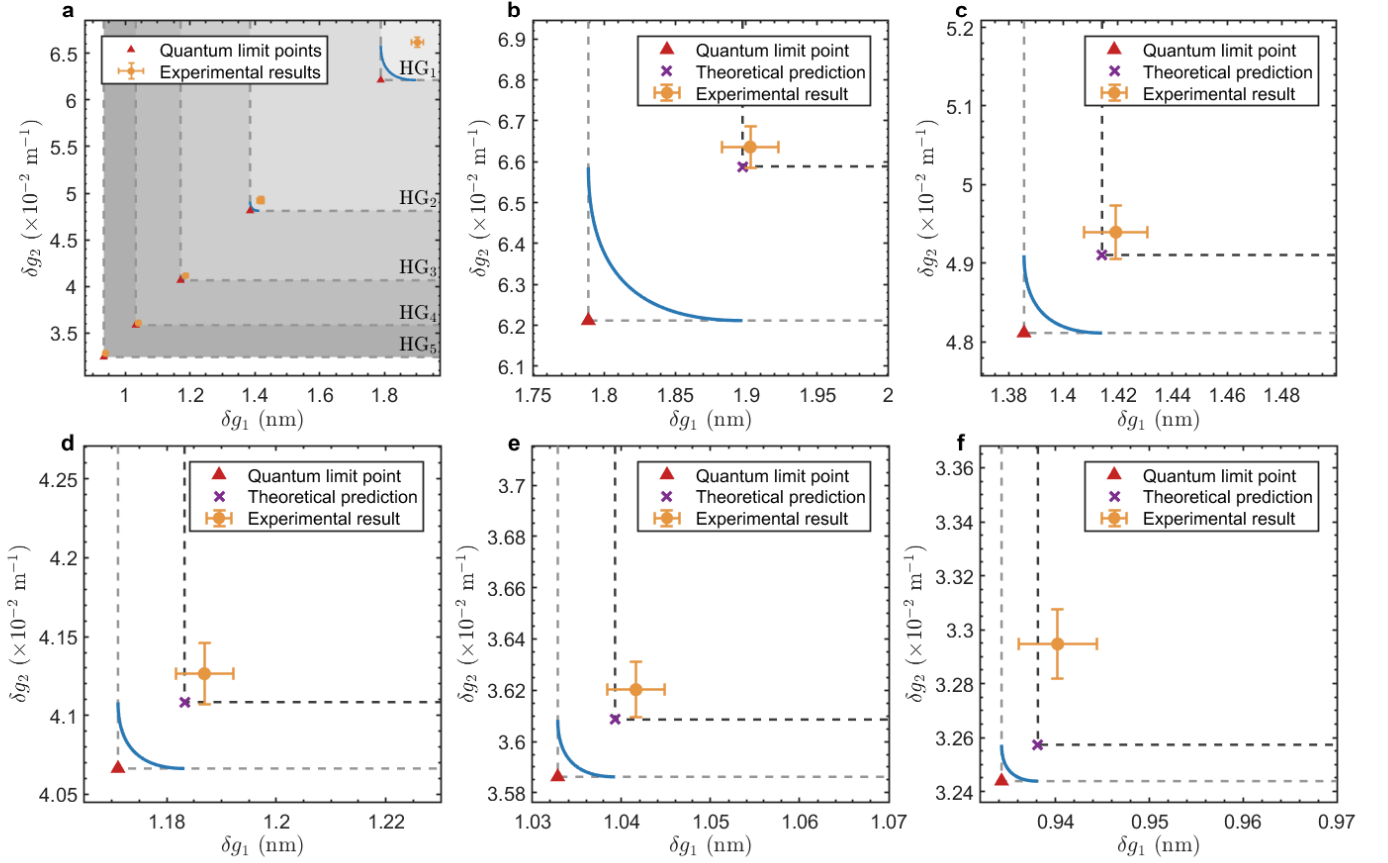 a
6.5
6
5.5
5
4.5
4
3.5
δg₂ (×10⁻² m⁻¹)
Quantum limit points
Experimental results
HG₁
HG₂
HG₃
HG₄
HG₅
1
1.2
1.4
1.6
1.8
δg₁ (nm)
b
6.9
6.8
6.7
6.6
6.5
6.4
6.3
6.2
6.1
δg₂ (×10⁻² m⁻¹)
Quantum limit point
Theoretical prediction
Experimental result
1.75
1.8
1.85
1.9
1.95
2
δg₁ (nm)
c
5.2
5.1
5
4.9
4.8
δg₂ (×10⁻² m⁻¹)
Quantum limit point
Theoretical prediction
Experimental result
1.38
1.4
1.42
1.44
1.46
1.48
δg₁ (nm)
d
4.25
4.2
4.15
4.1
4.05
δg₂ (×10⁻² m⁻¹)
Quantum limit point
Theoretical prediction
Experimental result
1.18
1.2
1.22
δg₁ (nm)
e
3.7
3.68
3.66
3.64
3.62
3.6
3.58
δg₂ (×10⁻² m⁻¹)
Quantum limit point
Theoretical prediction
Experimental result
1.03
1.04
1.05
1.06
1.07
δg₁ (nm)
f
3.36
3.34
3.32
3.3
3.28
3.26
3.24
δg₂ (×10⁻² m⁻¹)
Quantum limit point
Theoretical prediction
Experimental result
0.94
0.95
0.96
0.97
δg₁ (nm)